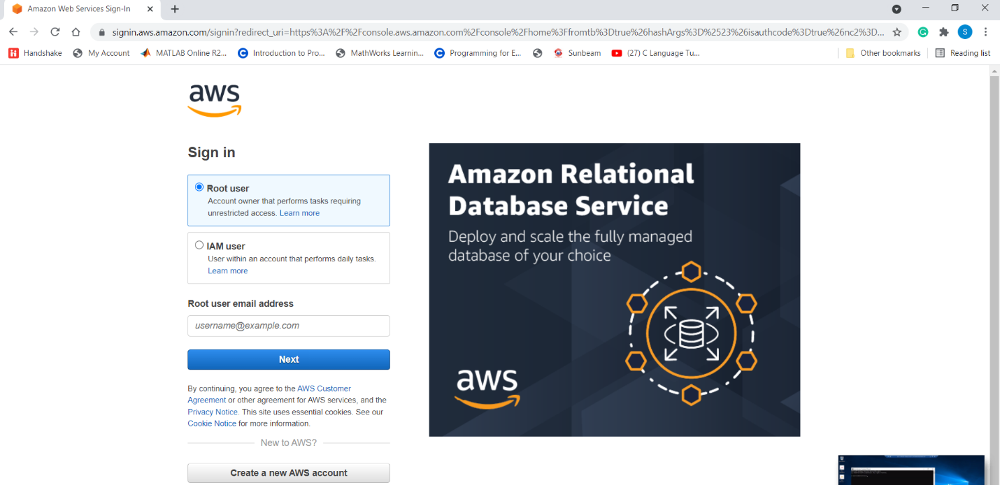 Amazon Web Services Sign-In
signin.aws.amazon.com/signin?redirect_uri=https%3A%2F%2Fconsole.aws.amazon.com%2Fconsole%2Fhome%3Ffromtb%3Dtrue%26hashArgs%3D%2523%26isauthcode%3Dtrue%26nc2%3D...
S
Handshake My Account MATLAB Online R2... Introduction to Pro... MathWorks Learnin... Programming for E... Sunbeam (27) C Language Tu... Other bookmarks Reading list
aws
Sign in
Root user
Account owner that performs tasks requiring
unrestricted access. Learn more
IAM user
User within an account that performs daily tasks.
Learn more
Root user email address
username@example.com
Next
By continuing, you agree to the AWS Customer
Agreement or other agreement for AWS services, and the
Privacy Notice. This site uses essential cookies. See our
Cookie Notice for more information.
New to AWS?
Create a new AWS account
Amazon Relational
Database Service
Deploy and scale the fully managed
database of your choice
aws